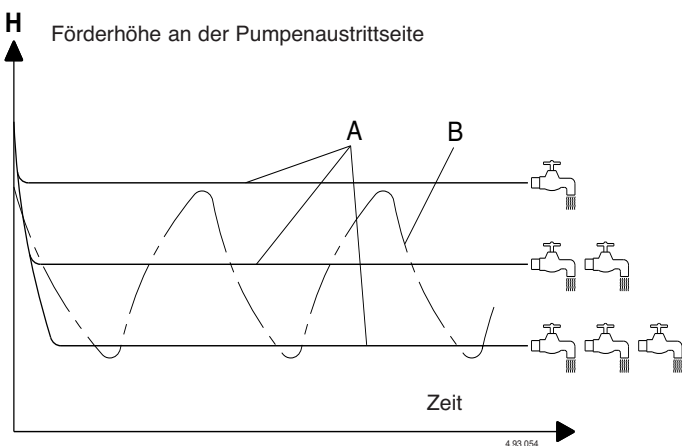 H
Förderhöhe an der Pumpenaustrittseite
A
B
Zeit
4.93.054